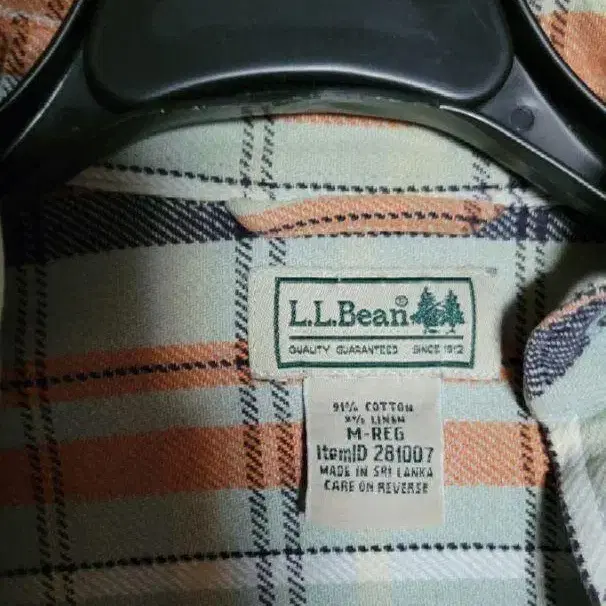 L.L.Bean®
QUALITY GUARANTEED SINCE 1912
91% COTTON
9% LINEN
M-REG
ItemID 281007
MADE IN SRI LANKA
CARE ON REVERSE